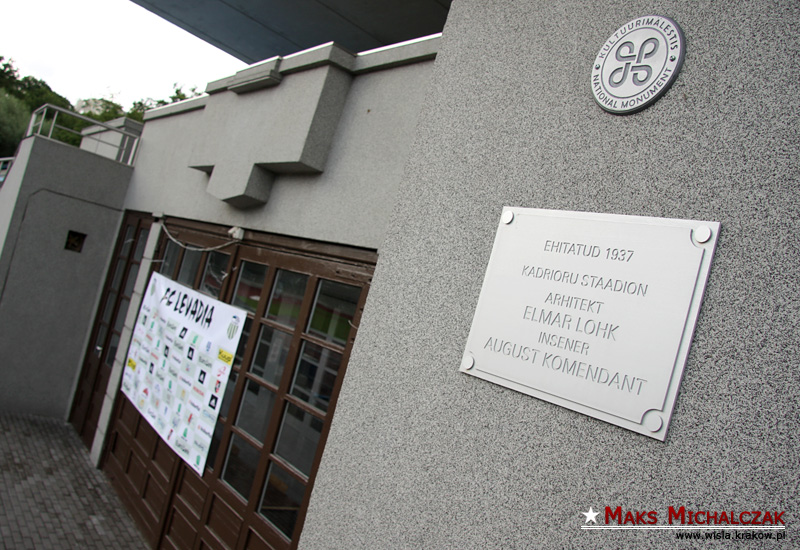 KULTUURIMÄLESTIS
NATIONAL MONUMENT
EHITATUD 1937
KADRIORU STAADION
ARHITEKT
ELMAR LOHK
INSENER
AUGUST KOMENDANT
FC LEVADIA
MAKS MICHALCZAK
www.wisla.krakow.pl